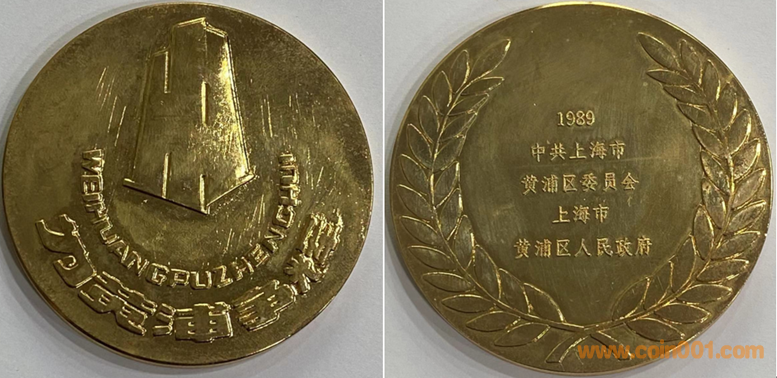 WEIHUANGPUZHENGHUI
为黄浦争辉
1989
中共上海市
黄浦区委员会
上海市
黄浦区人民政府
www.coin001.com